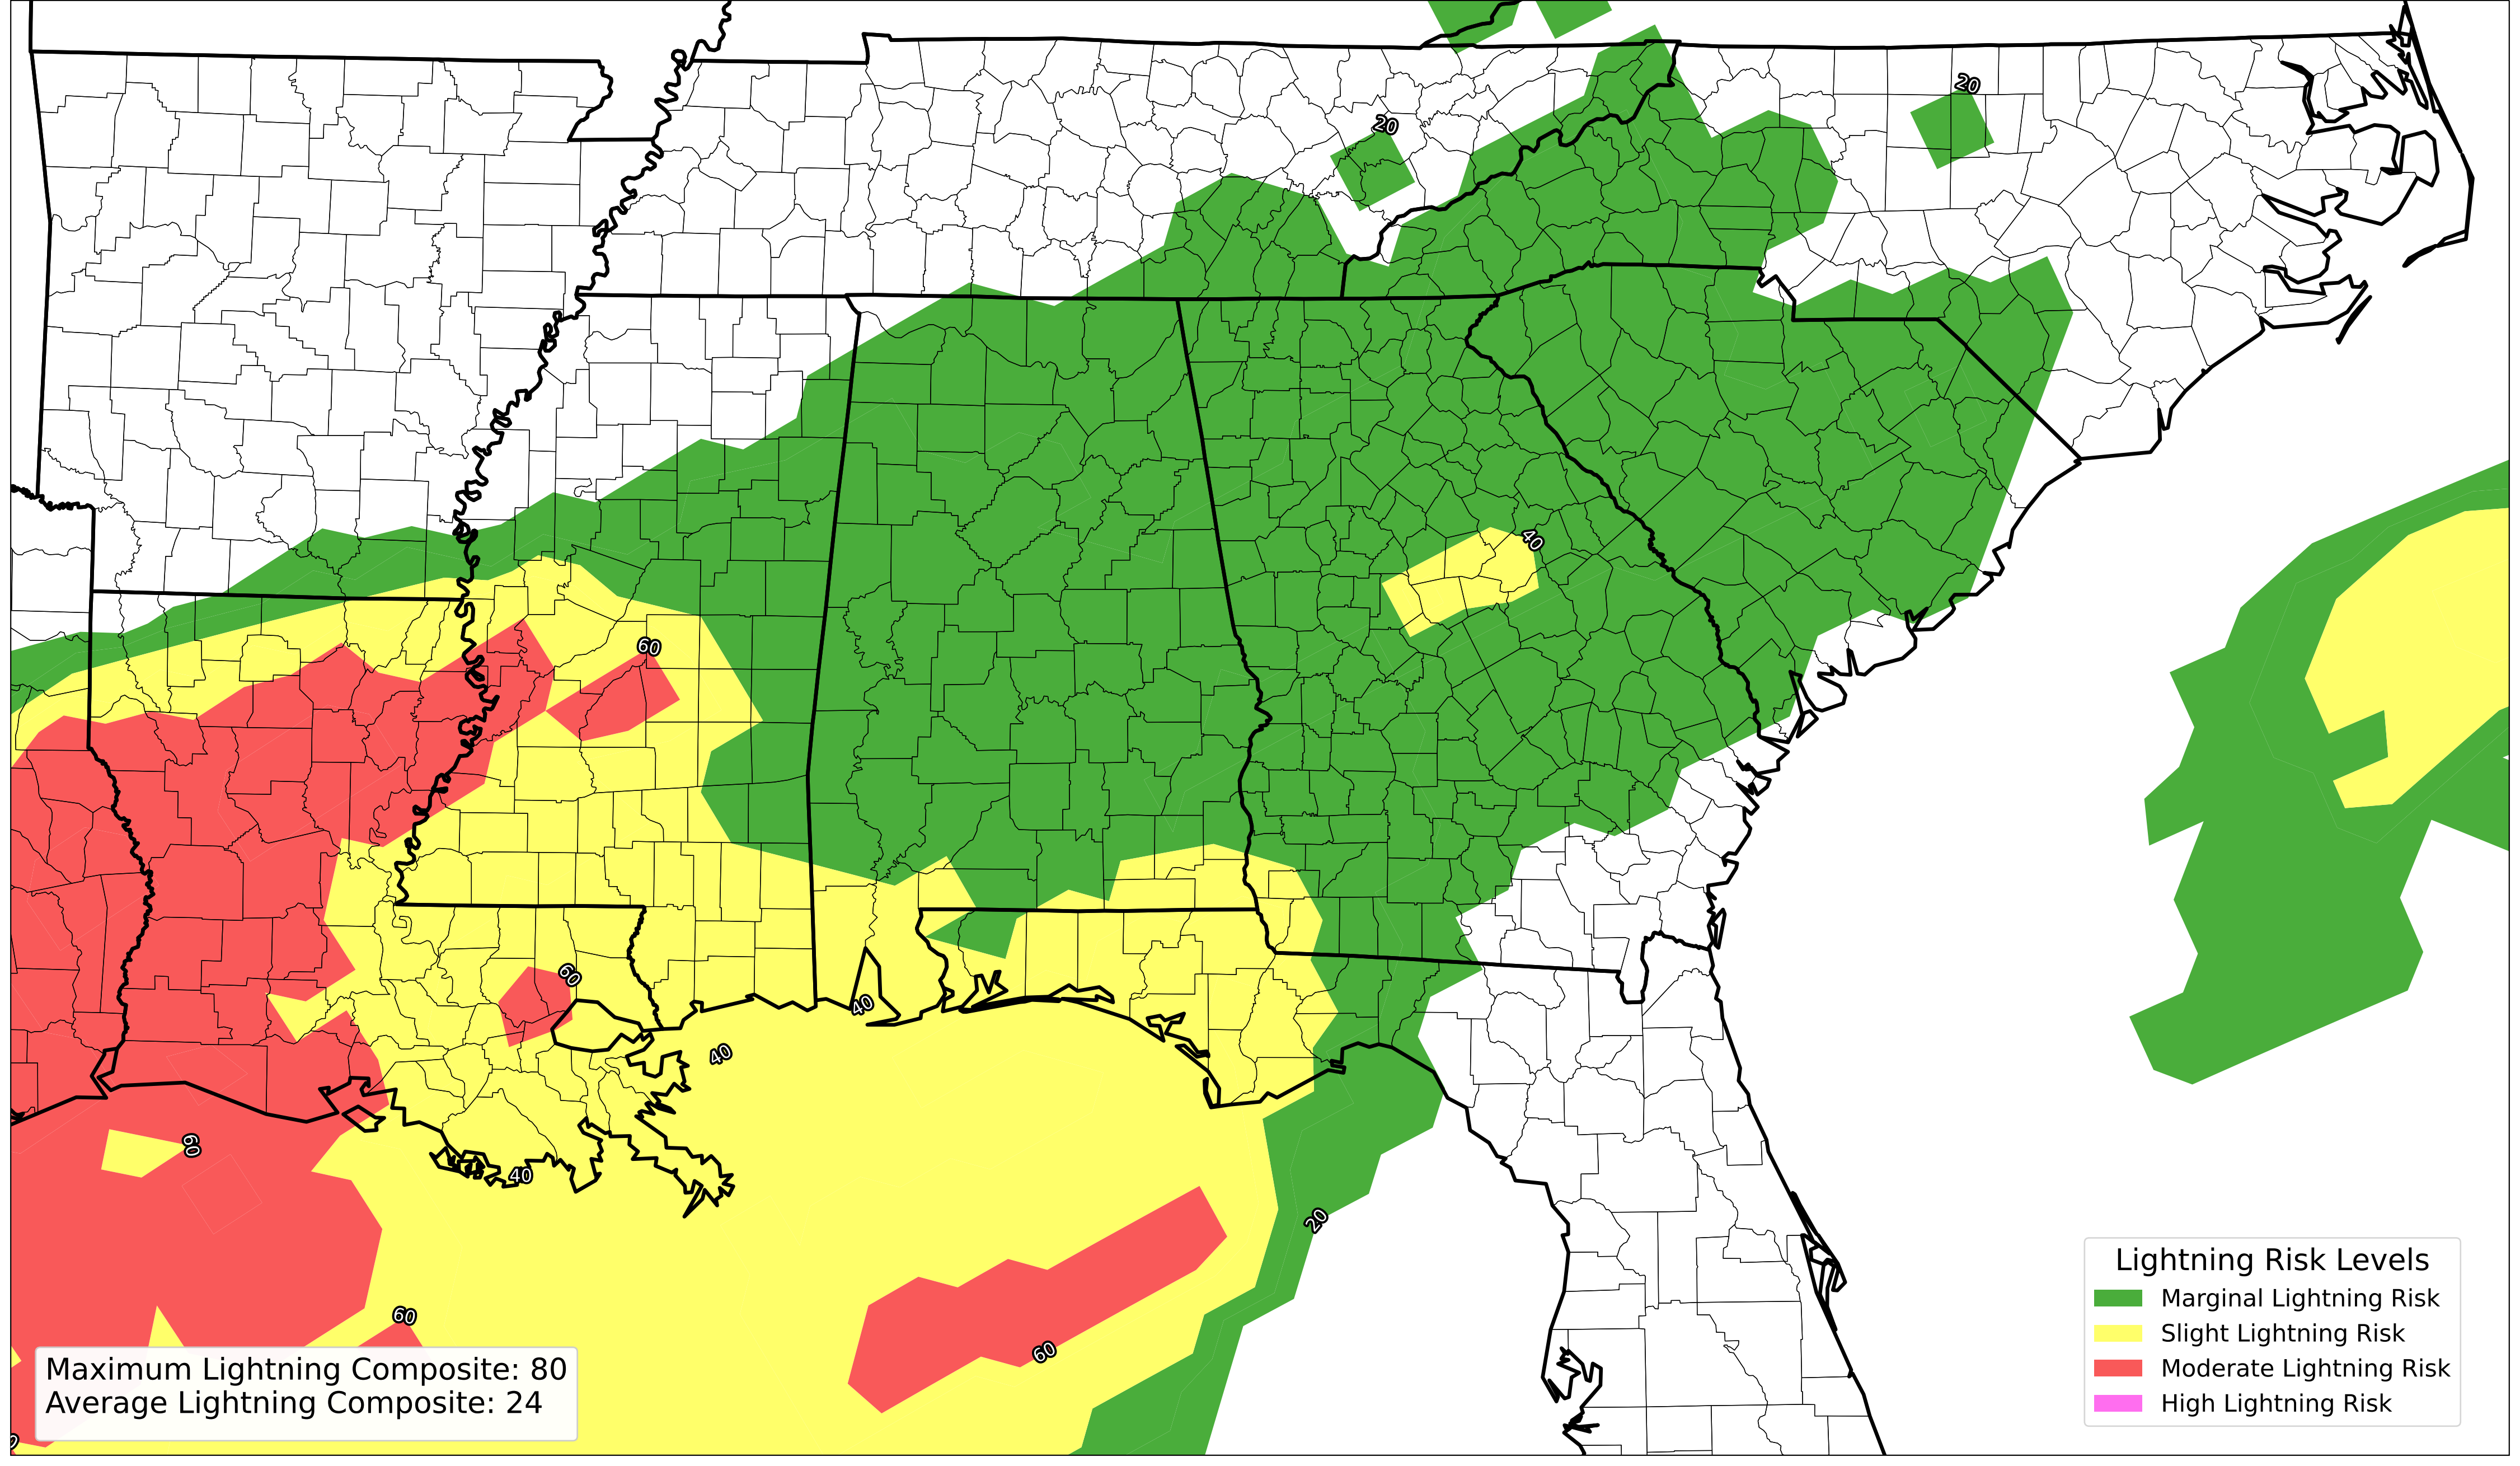 20
20
40
60
60
40
40
60
40
20
60
60
Maximum Lightning Composite: 80
Average Lightning Composite: 24
Lightning Risk Levels
Marginal Lightning Risk
Slight Lightning Risk
Moderate Lightning Risk
High Lightning Risk